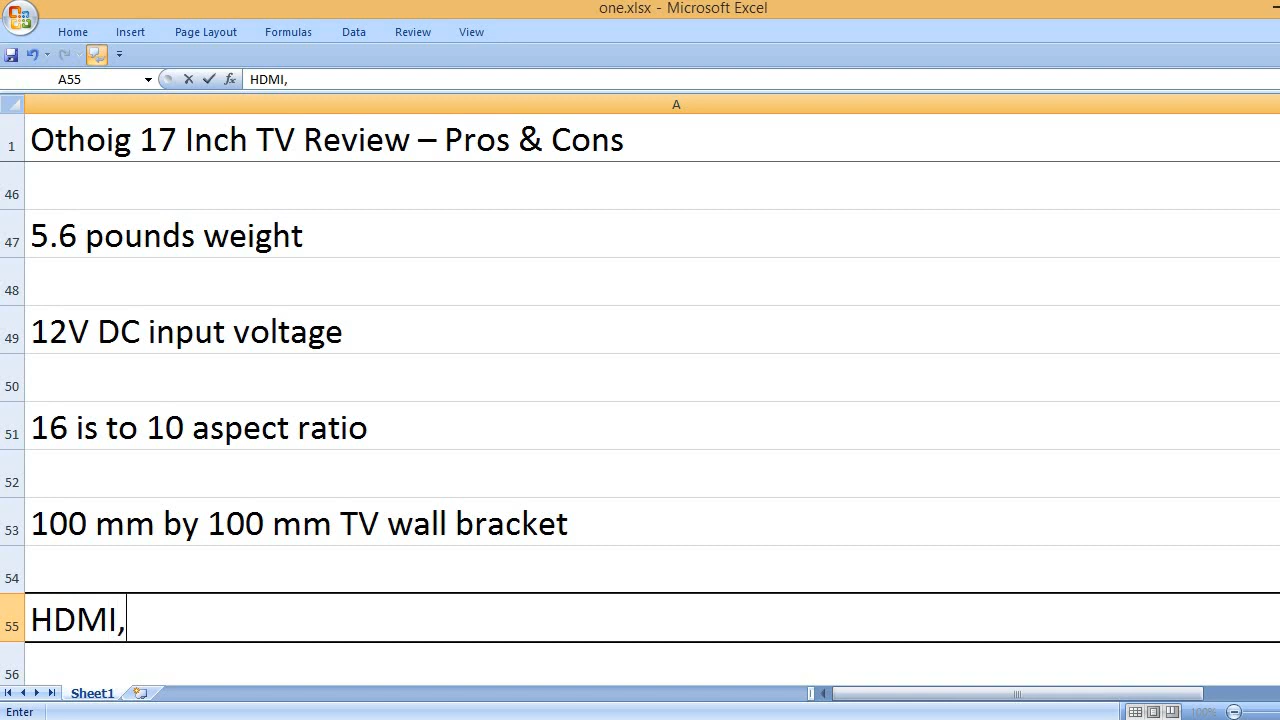 one.xlsx - Microsoft Excel
Home Insert Page Layout Formulas Data Review View
A55 fx HDMI,
A
1 Othoig 17 Inch TV Review – Pros & Cons
46
47 5.6 pounds weight
48
49 12V DC input voltage
50
51 16 is to 10 aspect ratio
52
53 100 mm by 100 mm TV wall bracket
54
55 HDMI,
56
Sheet1
Enter 100%